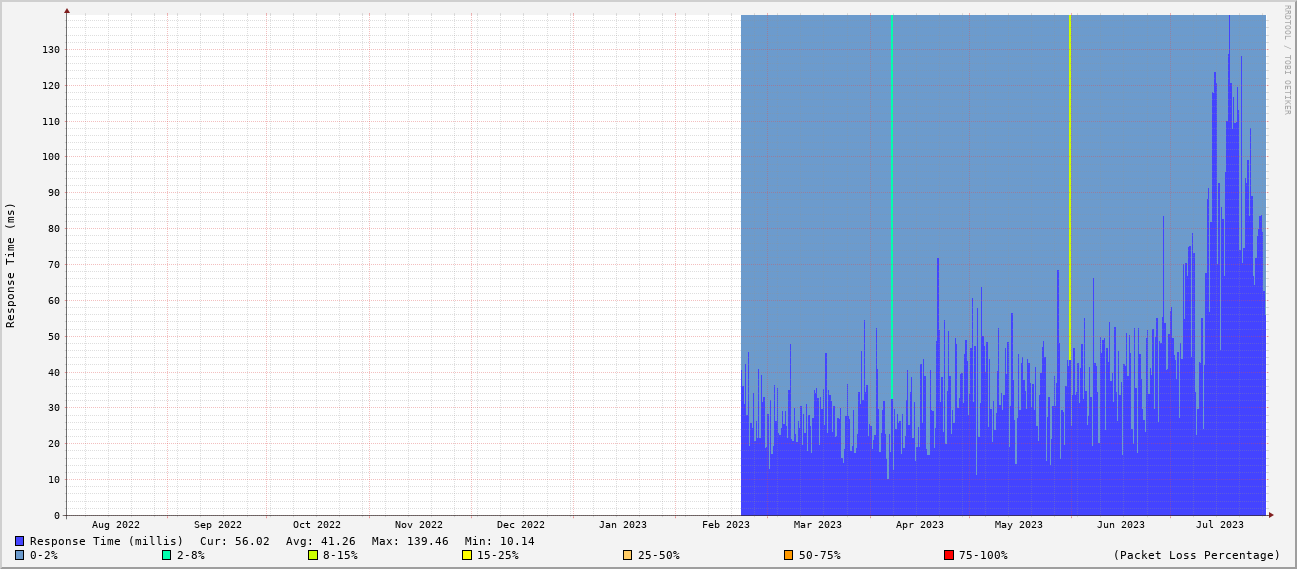 RRDTOOL / TOBI OETIKER
Response Time (ms)
130
120
110
100
90
80
70
60
50
40
30
20
10
0
Aug 2022 Sep 2022 Oct 2022 Nov 2022 Dec 2022 Jan 2023 Feb 2023 Mar 2023 Apr 2023 May 2023 Jun 2023 Jul 2023
Response Time (millis) Cur: 56.02 Avg: 41.26 Max: 139.46 Min: 10.14
0-2% 2-8% 8-15% 15-25% 25-50% 50-75% 75-100% (Packet Loss Percentage)